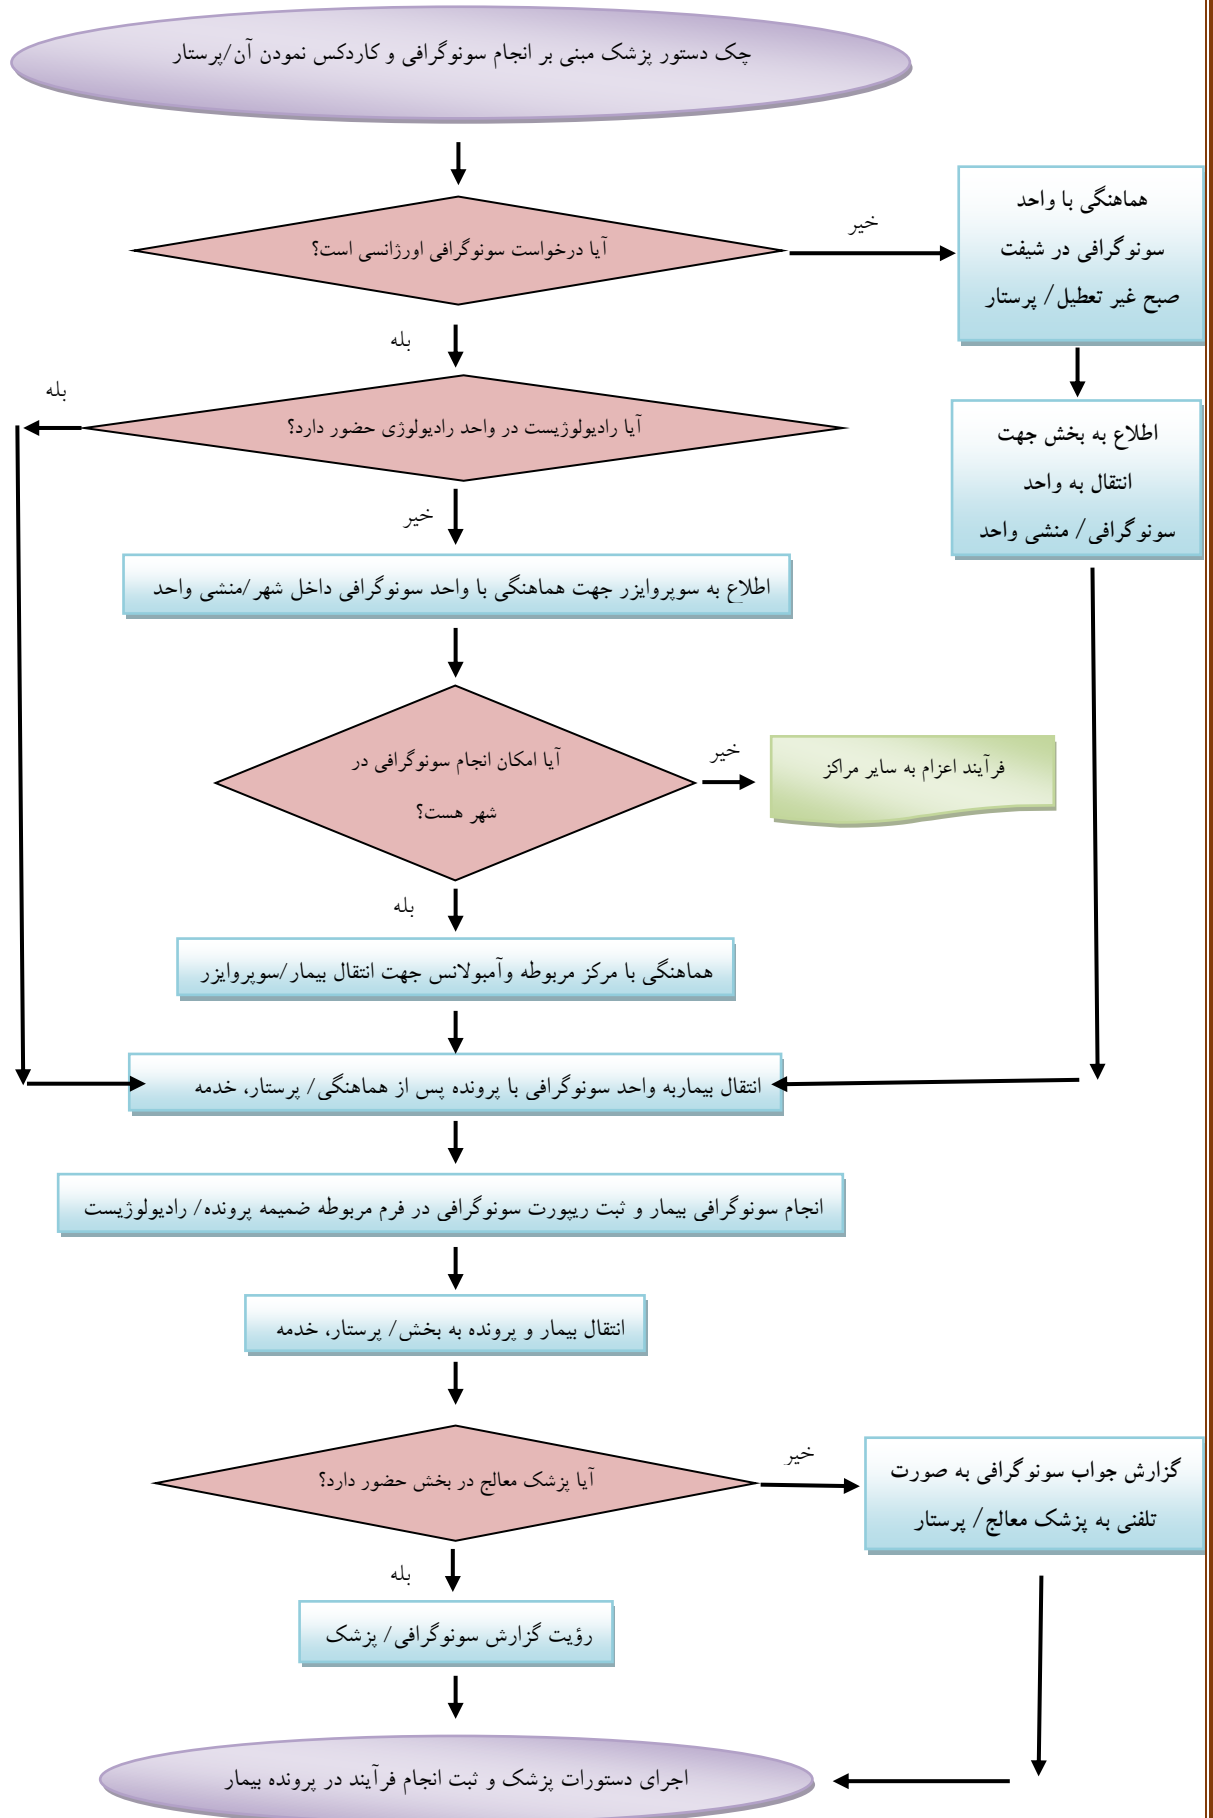 چک دستور پزشک مبنی بر انجام سونوگرافی و کاردکس نمودن آن/پرستار
آیا درخواست سونوگرافی اورژانسی است؟
خیر
هماهنگی با واحد
سونوگرافی در شیفت
صبح غیر تعطیل/ پرستار
بله
آیا رادیولوژیست در واحد رادیولوژی حضور دارد؟
بله
اطلاع به بخش جهت
انتقال به واحد
سونوگرافی/ منشی واحد
خیر
اطلاع به سوپروایزر جهت هماهنگی با واحد سونوگرافی داخل شهر/منشی واحد
آیا امکان انجام سونوگرافی در
شهر هست؟
خیر
فرآیند اعزام به سایر مراکز
بله
هماهنگی با مرکز مربوطه وآمبولانس جهت انتقال بیمار/سوپروایزر
انتقال بیماربه واحد سونوگرافی با پرونده پس از هماهنگی/ پرستار، خدمه
انجام سونوگرافی بیمار و ثبت ریپورت سونوگرافی در فرم مربوطه ضمیمه پرونده/ رادیولوژیست
انتقال بیمار و پرونده به بخش/ پرستار، خدمه
آیا پزشک معالج در بخش حضور دارد؟
خیر
گزارش جواب سونوگرافی به صورت
تلفنی به پزشک معالج/ پرستار
بله
رؤیت گزارش سونوگرافی/ پزشک
اجرای دستورات پزشک و ثبت انجام فرآیند در پرونده بیمار